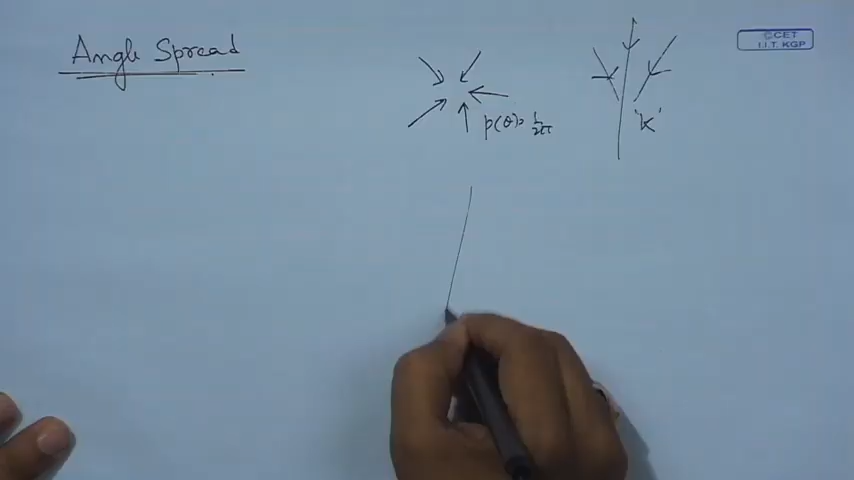 Angle Spread
p(θ) = 1/2π
'K'
© CET
I.I.T. KGP